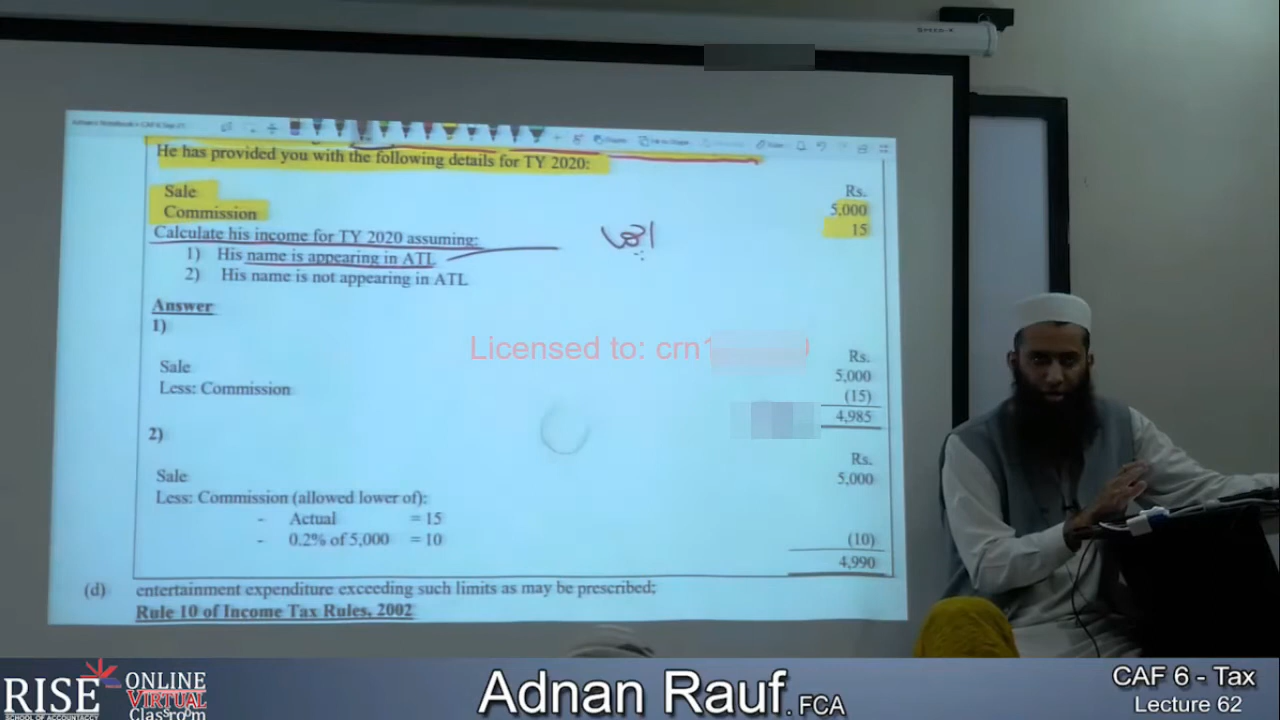 He has provided you with the following details for TY 2020:
Rs.
Sale 5,000
Commission 15
Calculate his income for TY 2020 assuming:
1) His name is appearing in ATL
2) His name is not appearing in ATL
Answer
1)
Licensed to: crn1
Rs.
Sale 5,000
Less: Commission (15)
4,985
2)
Rs.
Sale 5,000
Less: Commission (allowed lower of):
- Actual = 15
- 0.2% of 5,000 = 10 (10)
4,990
(d) entertainment expenditure exceeding such limits as may be prescribed;
Rule 10 of Income Tax Rules, 2002
RISE ONLINE
VIRTUAL
Classroom
SCHOOL OF ACCOUNTANCY
Adnan Rauf. FCA
CAF 6 - Tax
Lecture 62